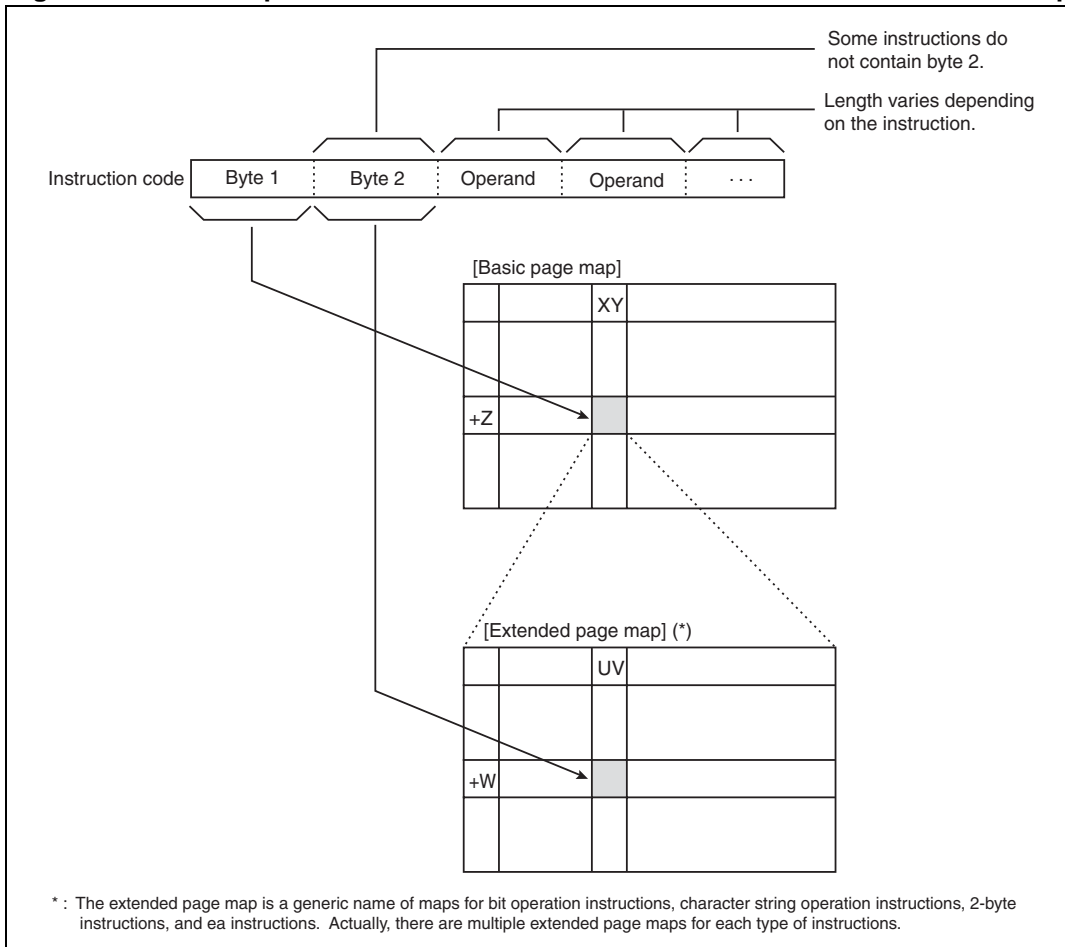 Some instructions do
not contain byte 2.
Length varies depending
on the instruction.
Instruction code
Byte 1
Byte 2
Operand
Operand
...
[Basic page map]
XY
+Z
[Extended page map] (*)
UV
+W
* : The extended page map is a generic name of maps for bit operation instructions, character string operation instructions, 2-byte
instructions, and ea instructions. Actually, there are multiple extended page maps for each type of instructions.